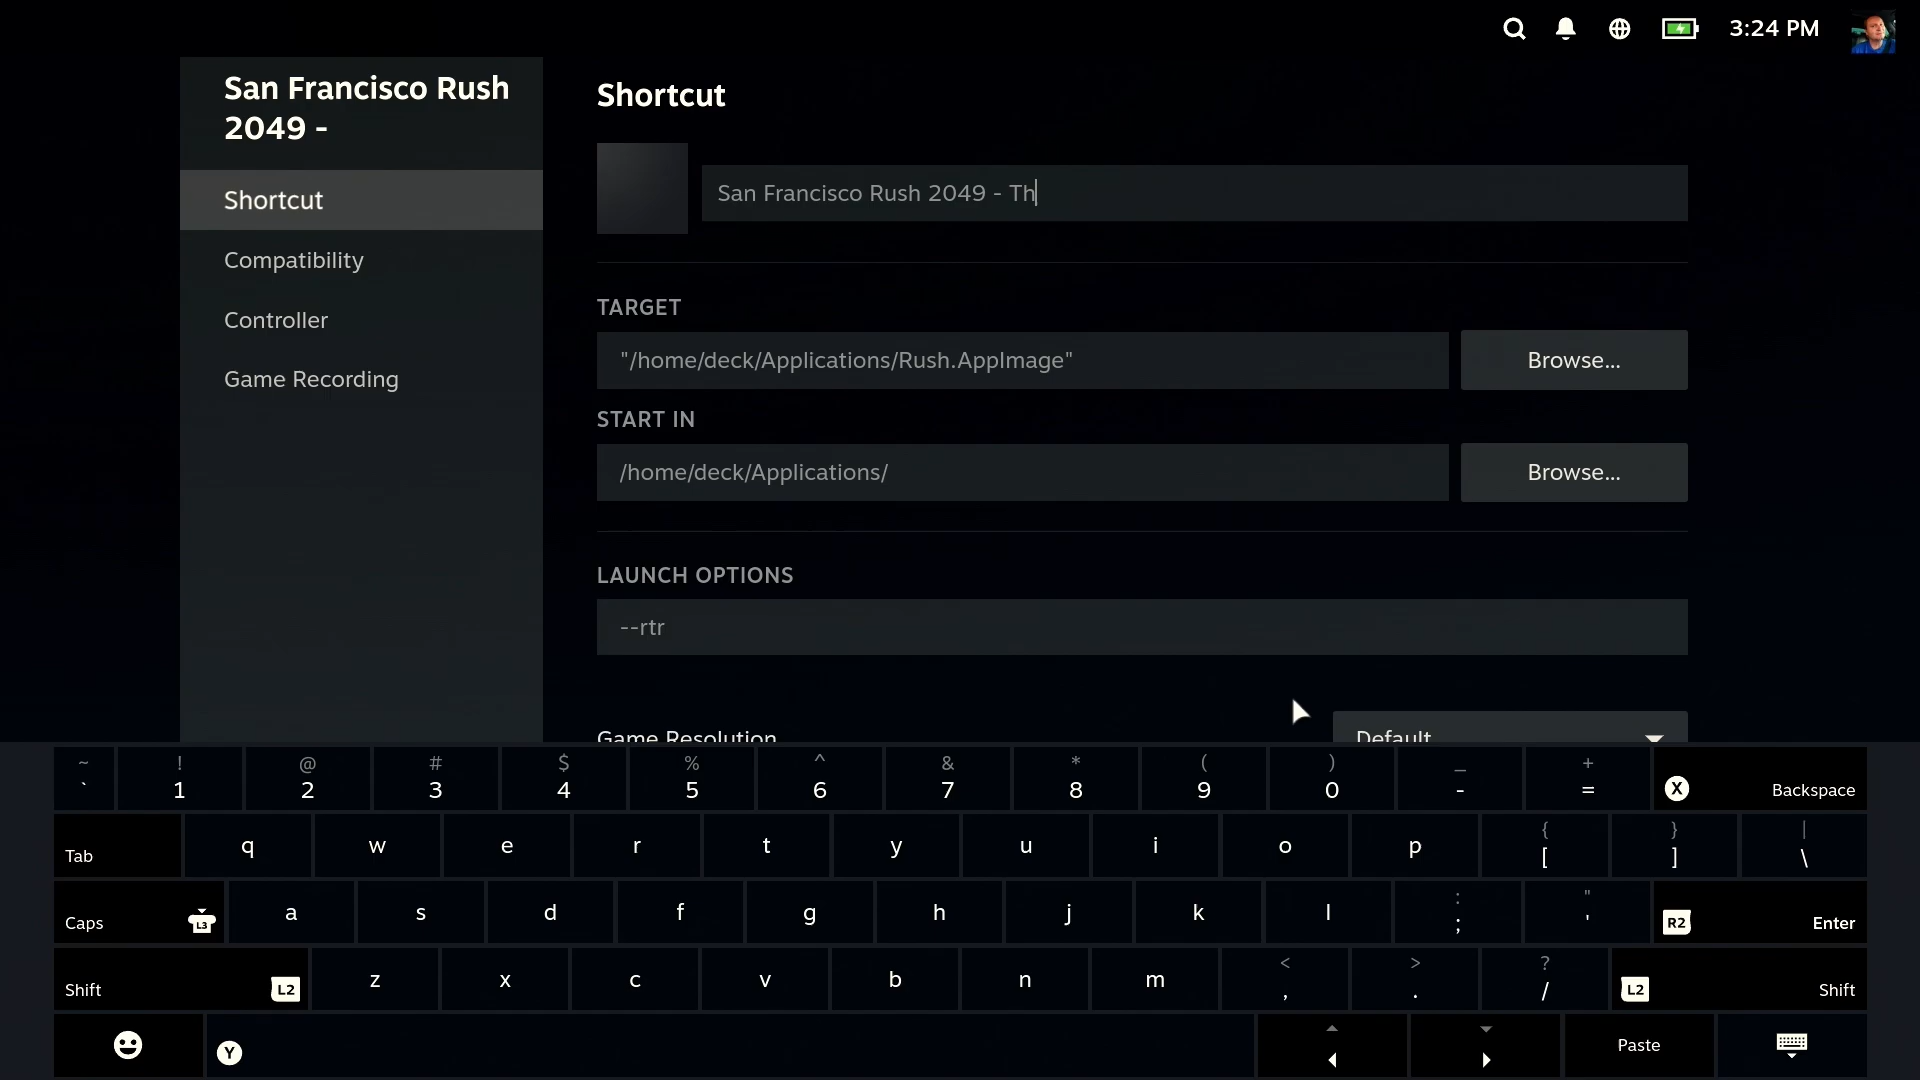 3:24 PM
San Francisco Rush
2049 -
Shortcut
Compatibility
Controller
Game Recording
Shortcut
San Francisco Rush 2049 - Th
TARGET
"/home/deck/Applications/Rush.AppImage"
Browse...
START IN
/home/deck/Applications/
Browse...
LAUNCH OPTIONS
--rtr
Game Resolution
Default
~ ! @ # $ % ^ & * ( ) _ +
` 1 2 3 4 5 6 7 8 9 0 - = X Backspace
{ } |
Tab q w e r t y u i o p [ ] \
: "
Caps L3 a s d f g h j k l ; ' R2 Enter
< > ?
Shift L2 z x c v b n m , . / L2 Shift
Y Paste